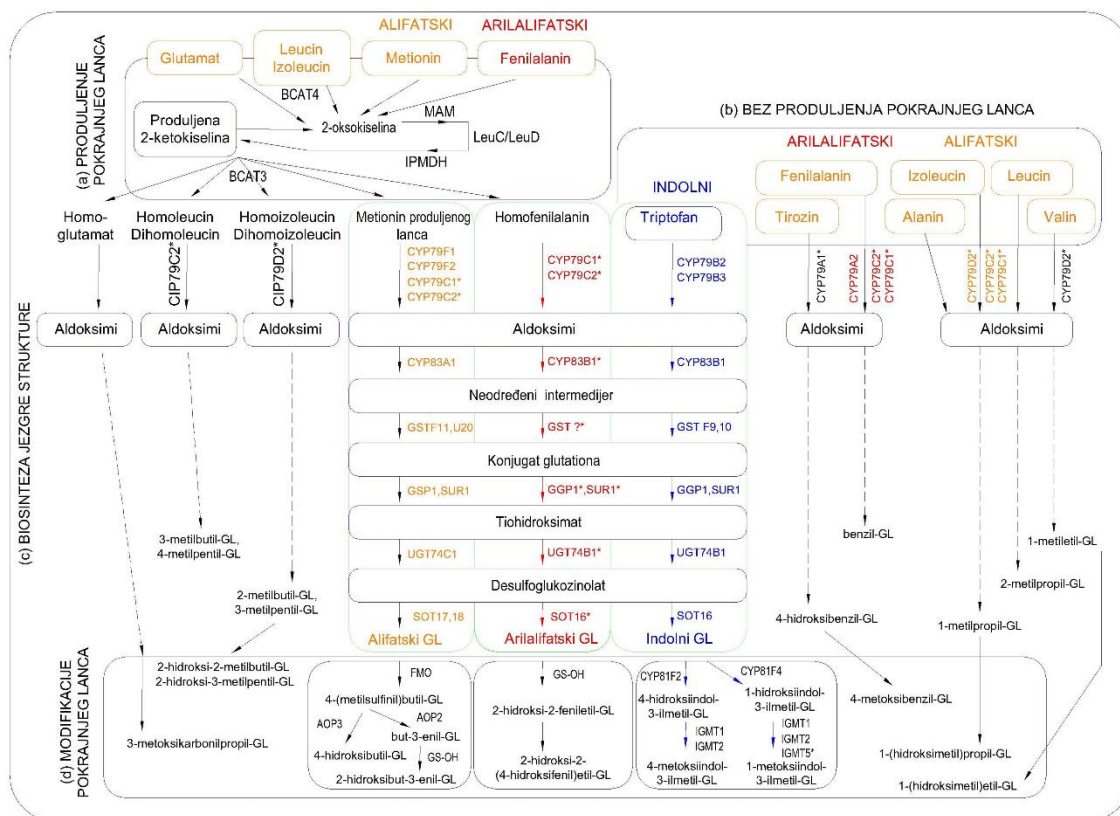 ALIFATSKI
ARILALIFATSKI
(a) PRODULJENJE
POKRAJNJEG LANCA
Glutamat
Leucin
Izoleucin
Metionin
Fenilalanin
BCAT4
Produljena
2-ketokiselina
2-oksokiselina
MAM
LeuC/LeuD
IPMDH
BCAT3
(b) BEZ PRODULJENJA POKRAJNJEG LANCA
ARILALIFATSKI
ALIFATSKI
Fenilalanin
Izoleucin
Leucin
Tirozin
Alanin
Valin
INDOLNI
Triptofan
(c) BIOSINTEZA JEZGRE STRUKTURE
Homo-
glutamat
Homoleucin
Dihomoleucin
Homoizoleucin
Dihomoizoleucin
Metionin produljenog
lanca
Homofenilalanin
CIP79C2*
CIP79D2*
CYP79F1
CYP79F2
CYP79C1*
CYP79C2*
CYP79C1*
CYP79C2*
CYP79B2
CYP79B3
CYP79A1*
CYP79A2
CYP79C2*
CYP79C1*
CYP79D2*
CYP79C2*
CYP79C1*
CYP79D2*
Aldoksimi
Aldoksimi
Aldoksimi
Aldoksimi
Aldoksimi
Aldoksimi
CYP83A1
CYP83B1*
CYP83B1
Neodređeni intermedijer
GSTF11,U20
GST ?*
GST F9,10
Konjugat glutationa
GSP1,SUR1
GGP1*,SUR1*
GGP1,SUR1
Tiohidroksimat
UGT74C1
UGT74B1*
UGT74B1
Desulfoglukozinolat
SOT17,18
SOT16*
SOT16
Alifatski GL
Arilalifatski GL
Indolni GL
3-metilbutil-GL,
4-metilpentil-GL
2-metilbutil-GL,
3-metilpentil-GL
benzil-GL
1-metiletil-GL
2-metilpropil-GL
4-hidroksibenzil-GL
1-metilpropil-GL
(d) MODIFIKACIJE
POKRAJNJEG LANCA
2-hidroksi-2-metilbutil-GL
2-hidroksi-3-metilpentil-GL
3-metoksikarbonilpropil-GL
FMO
4-(metilsulfinil)butil-GL
AOP3
AOP2
but-3-enil-GL
4-hidroksibutil-GL
GS-OH
2-hidroksibut-3-enil-GL
GS-OH
2-hidroksi-2-feniletil-GL
2-hidroksi-2-
(4-hidroksifenil)etil-GL
CYP81F2
CYP81F4
4-hidroksiindol-
3-ilmetil-GL
1-hidroksiindol-
3-ilmetil-GL
IGMT1
IGMT2
IGMT1
IGMT2
IGMT5*
4-metoksiindol-
3-ilmetil-GL
1-metoksiindol-
3-ilmetil-GL
4-metoksibenzil-GL
1-(hidroksimetil)propil-GL
1-(hidroksimetil)etil-GL